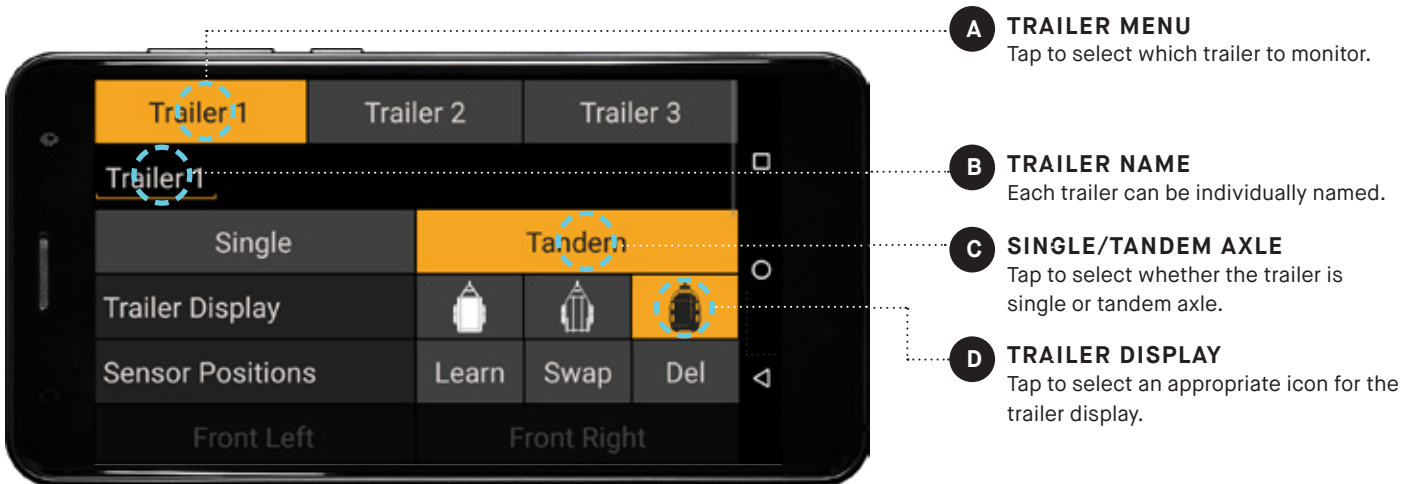 A TRAILER MENU
Tap to select which trailer to monitor.
Trailer 1 Trailer 2 Trailer 3
Trailer 1
B TRAILER NAME
Each trailer can be individually named.
Single Tandem
C SINGLE/TANDEM AXLE
Tap to select whether the trailer is
single or tandem axle.
Trailer Display
D TRAILER DISPLAY
Tap to select an appropriate icon for the
trailer display.
Sensor Positions Learn Swap Del
Front Left Front Right